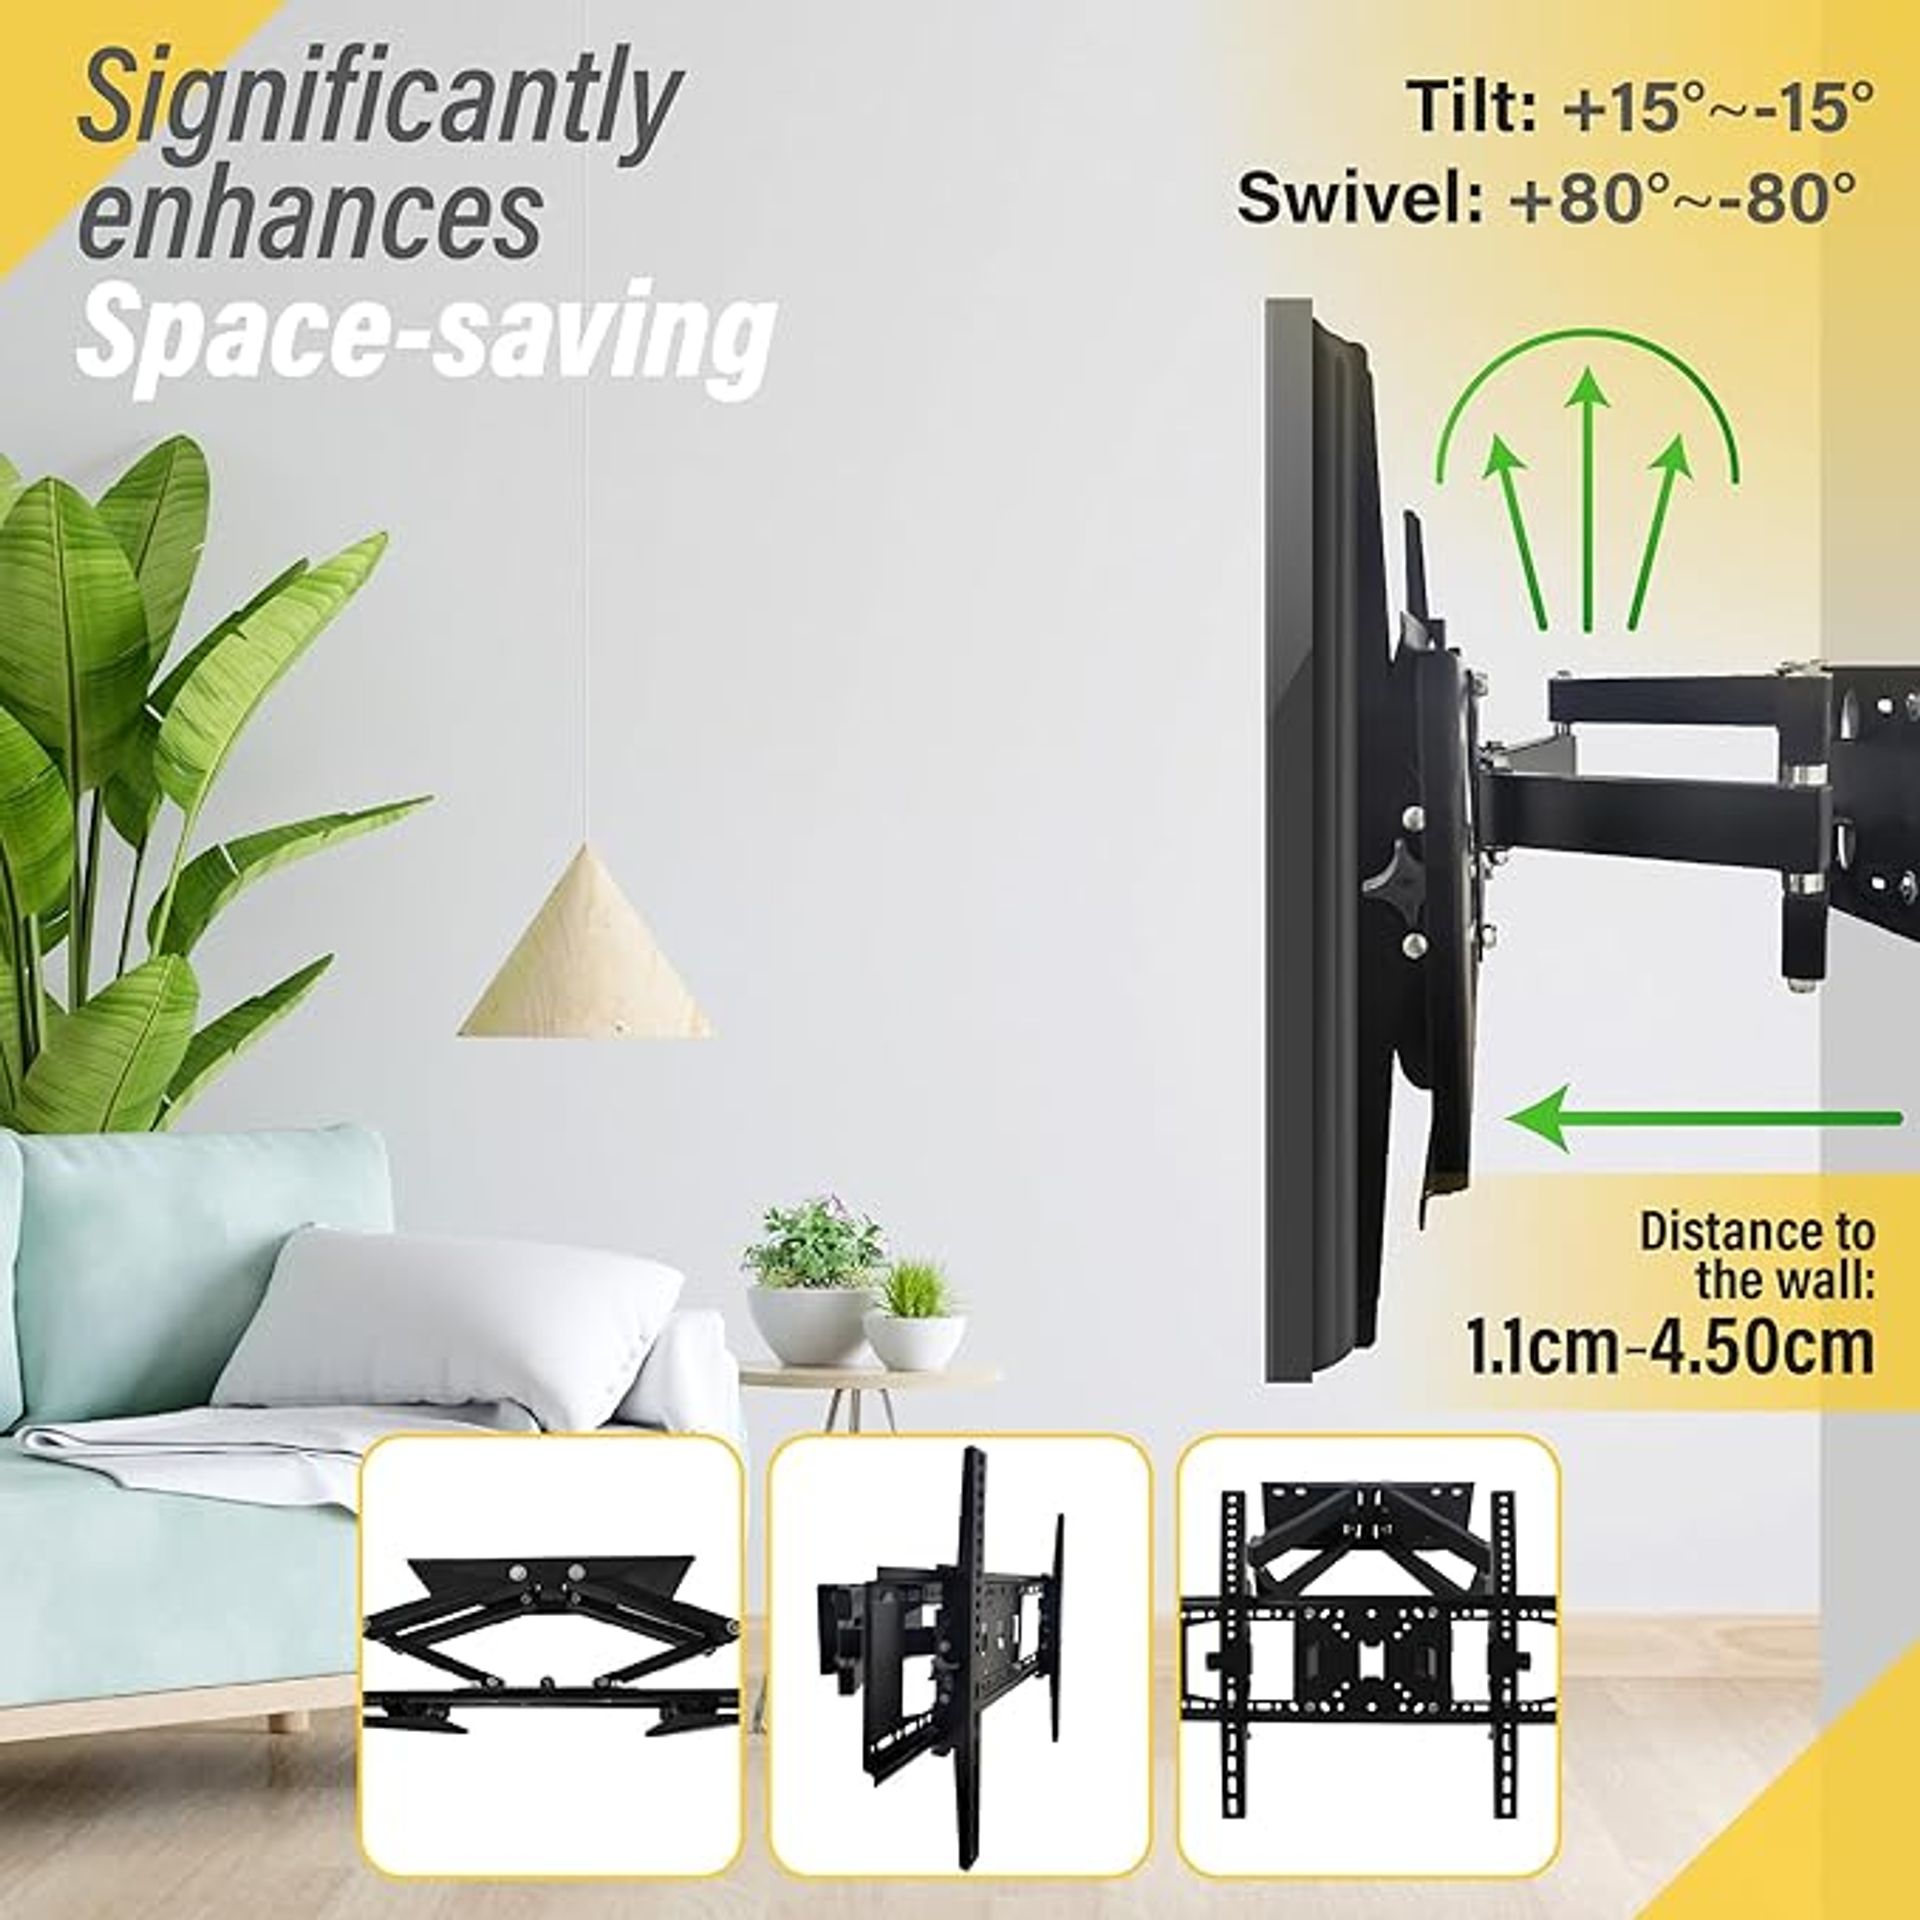 Significantly
enhances
Space-saving
Tilt: +15°~-15°
Swivel: +80°~-80°
Distance to
the wall:
1.1cm-4.50cm